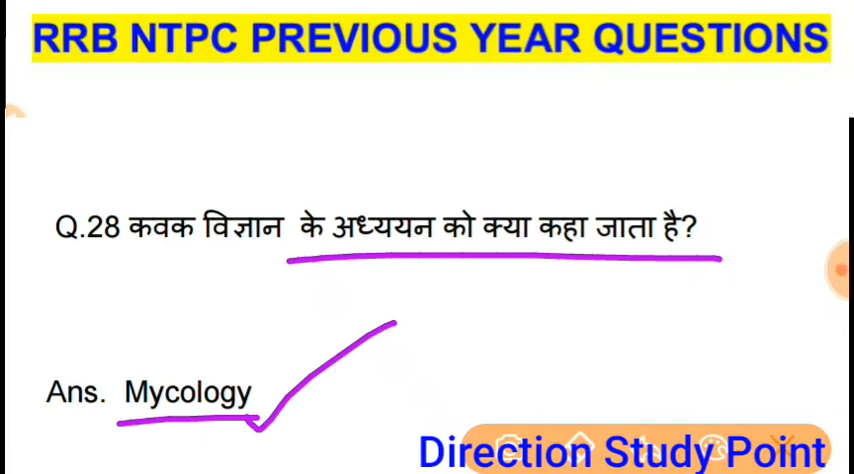 RRB NTPC PREVIOUS YEAR QUESTIONS
Q.28 कवक विज्ञान के अध्ययन को क्या कहा जाता है?
Ans. Mycology
Direction Study Point